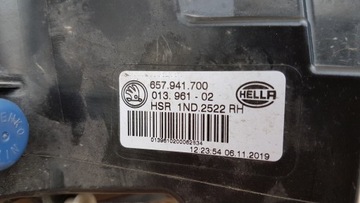 657.941.700
013.961-02
HSR 1ND.2522 RH
HELLA
12:23:54 06.11.2019